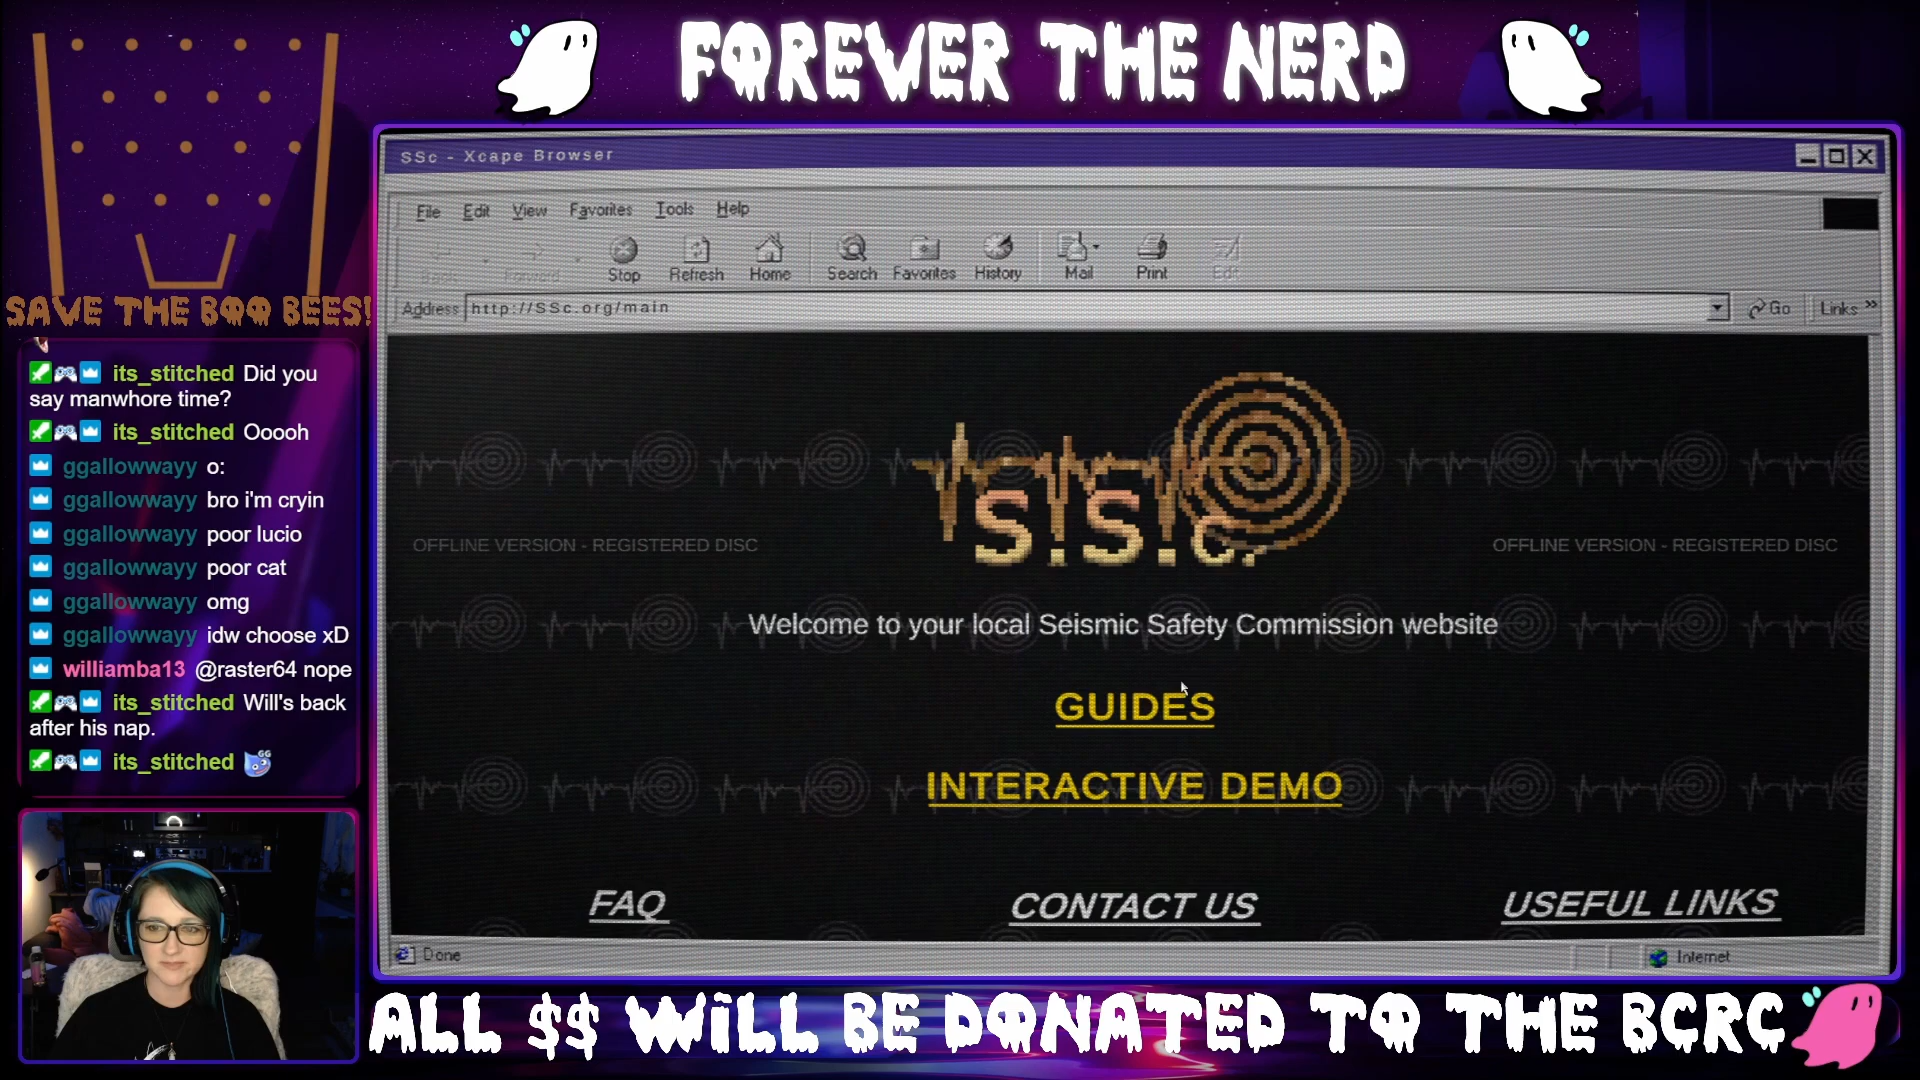 FOREVER THE NERD
SSc - Xcape Browser
File Edit View Favorites Tools Help
Back Forward Stop Refresh Home Search Favorites History Mail Print Edit
Address http://SSc.org/main Go Links »
SAVE THE BOO BEES!
its_stitched Did you
say manwhore time?
its_stitched Ooooh
ggallowwayy o:
ggallowwayy bro i'm cryin
ggallowwayy poor lucio
ggallowwayy poor cat
ggallowwayy omg
ggallowwayy idw choose xD
williamba13 @raster64 nope
its_stitched Will's back
after his nap.
its_stitched GG
s.s.c.
OFFLINE VERSION - REGISTERED DISC
OFFLINE VERSION - REGISTERED DISC
Welcome to your local Seismic Safety Commission website
GUIDES
INTERACTIVE DEMO
FAQ
CONTACT US
USEFUL LINKS
Done
Internet
ALL $$ WILL BE DONATED TO THE BCRC